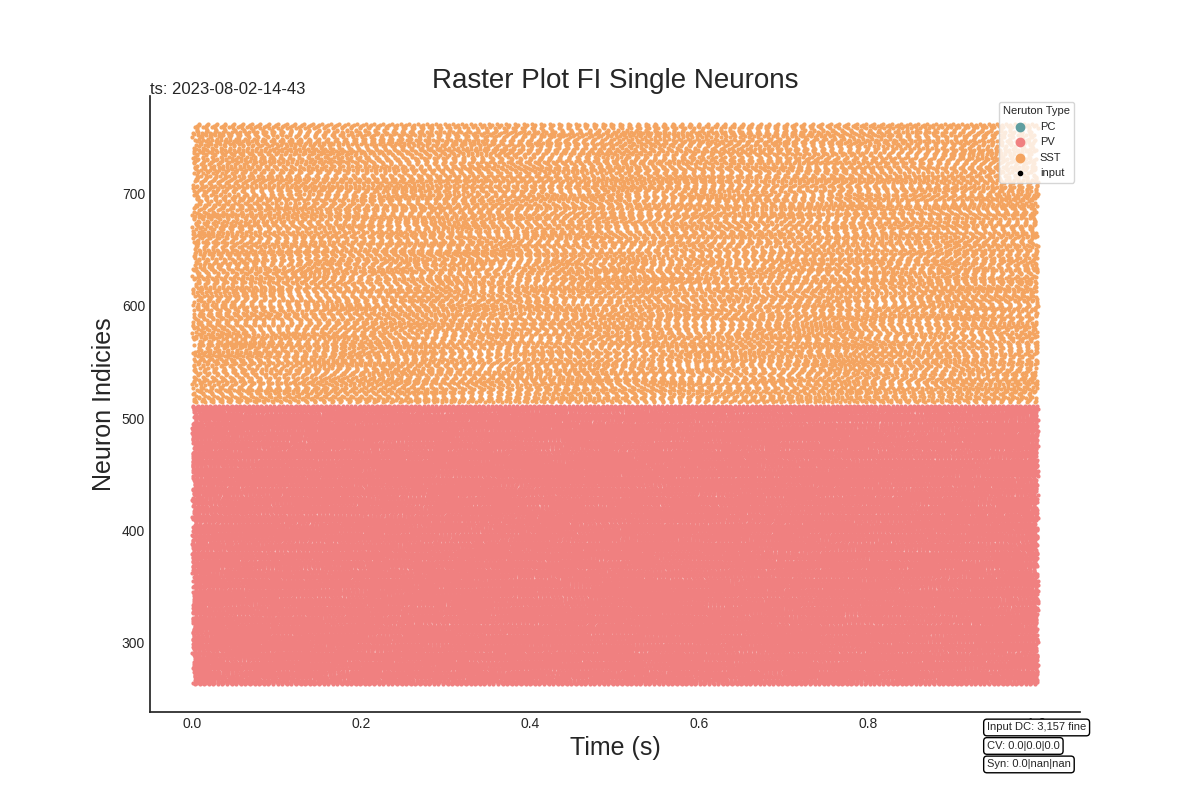 Raster Plot FI Single Neurons
ts: 2023-08-02-14-43
Neruton Type
PC
PV
SST
input
Neuron Indicies
700
600
500
400
300
0.0 0.2 0.4 0.6 0.8
Time (s)
Input DC: 3,157 fine
CV: 0.0|0.0|0.0
Syn: 0.0|nan|nan